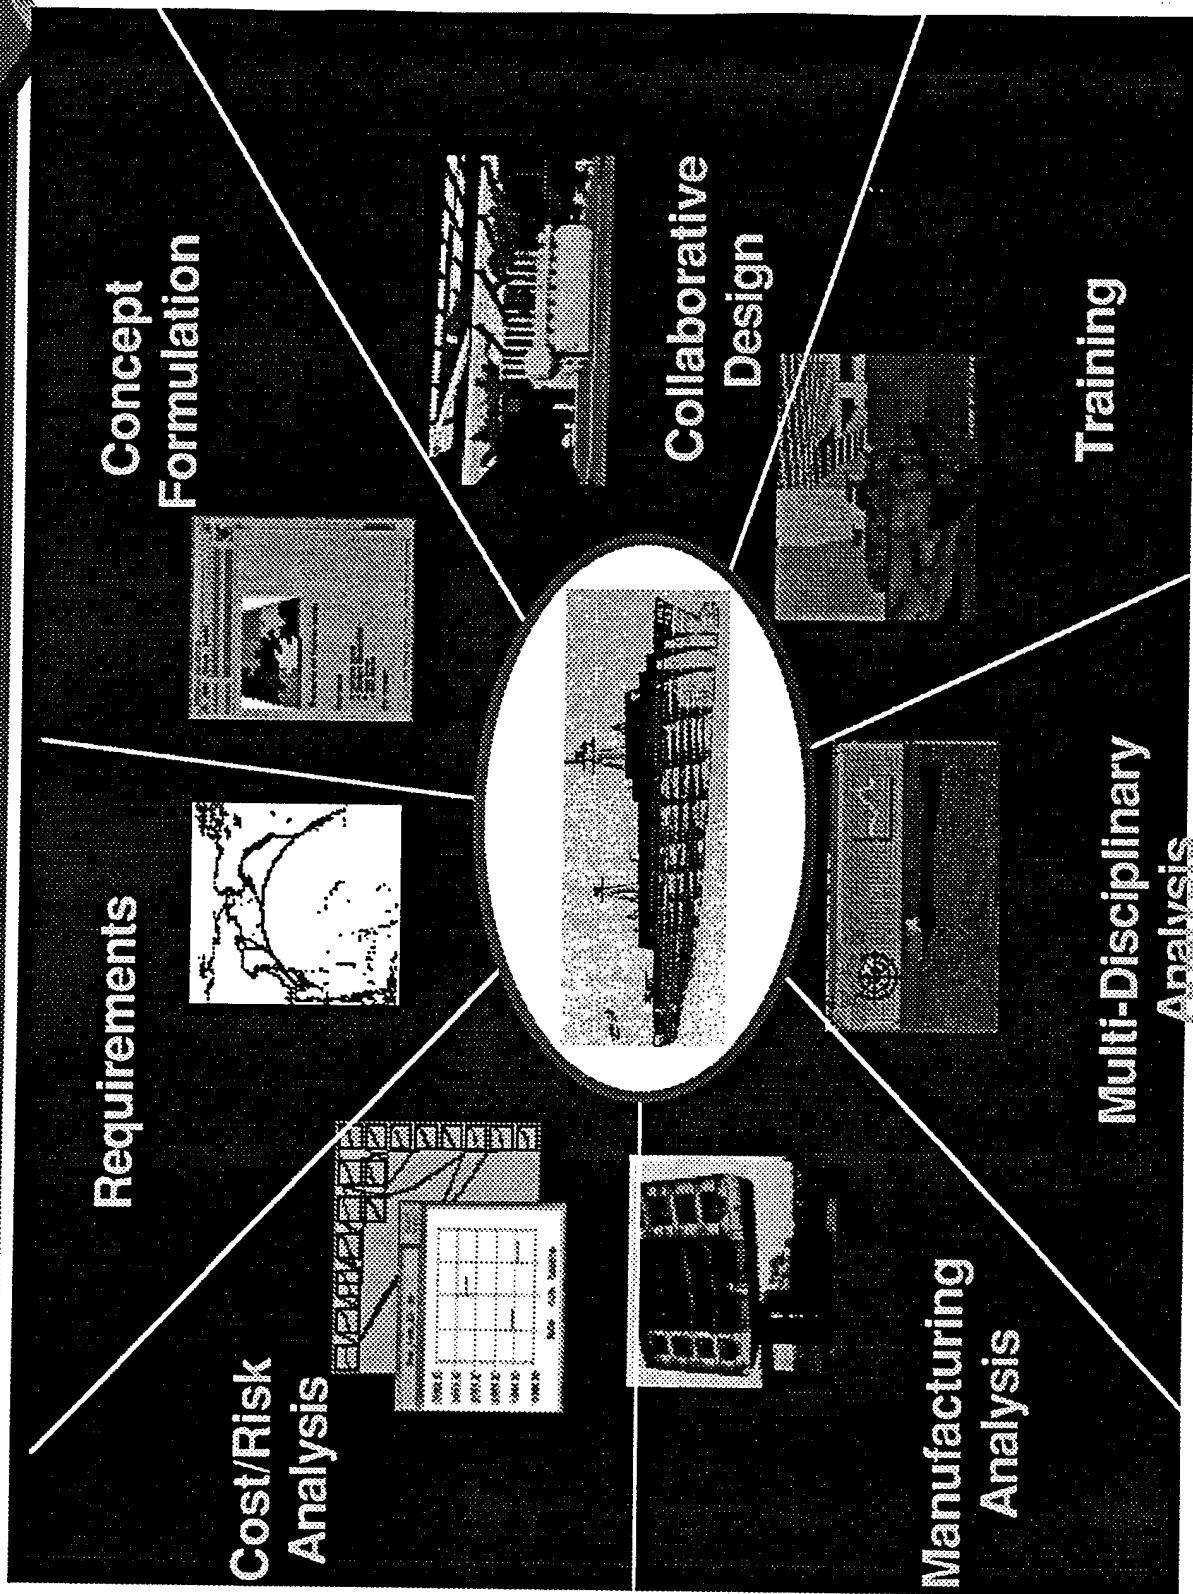 Requirements
Concept
Formulation
Cost/Risk
Analysis
Collaborative
Design
Manufacturing
Analysis
Multi-Disciplinary
Analysis
Training